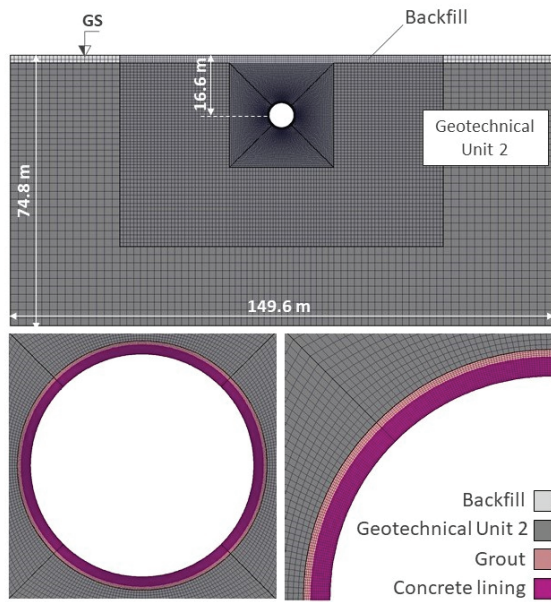 GS
Backfill
16.6 m
Geotechnical
Unit 2
74.8 m
149.6 m
Backfill
Geotechnical Unit 2
Grout
Concrete lining